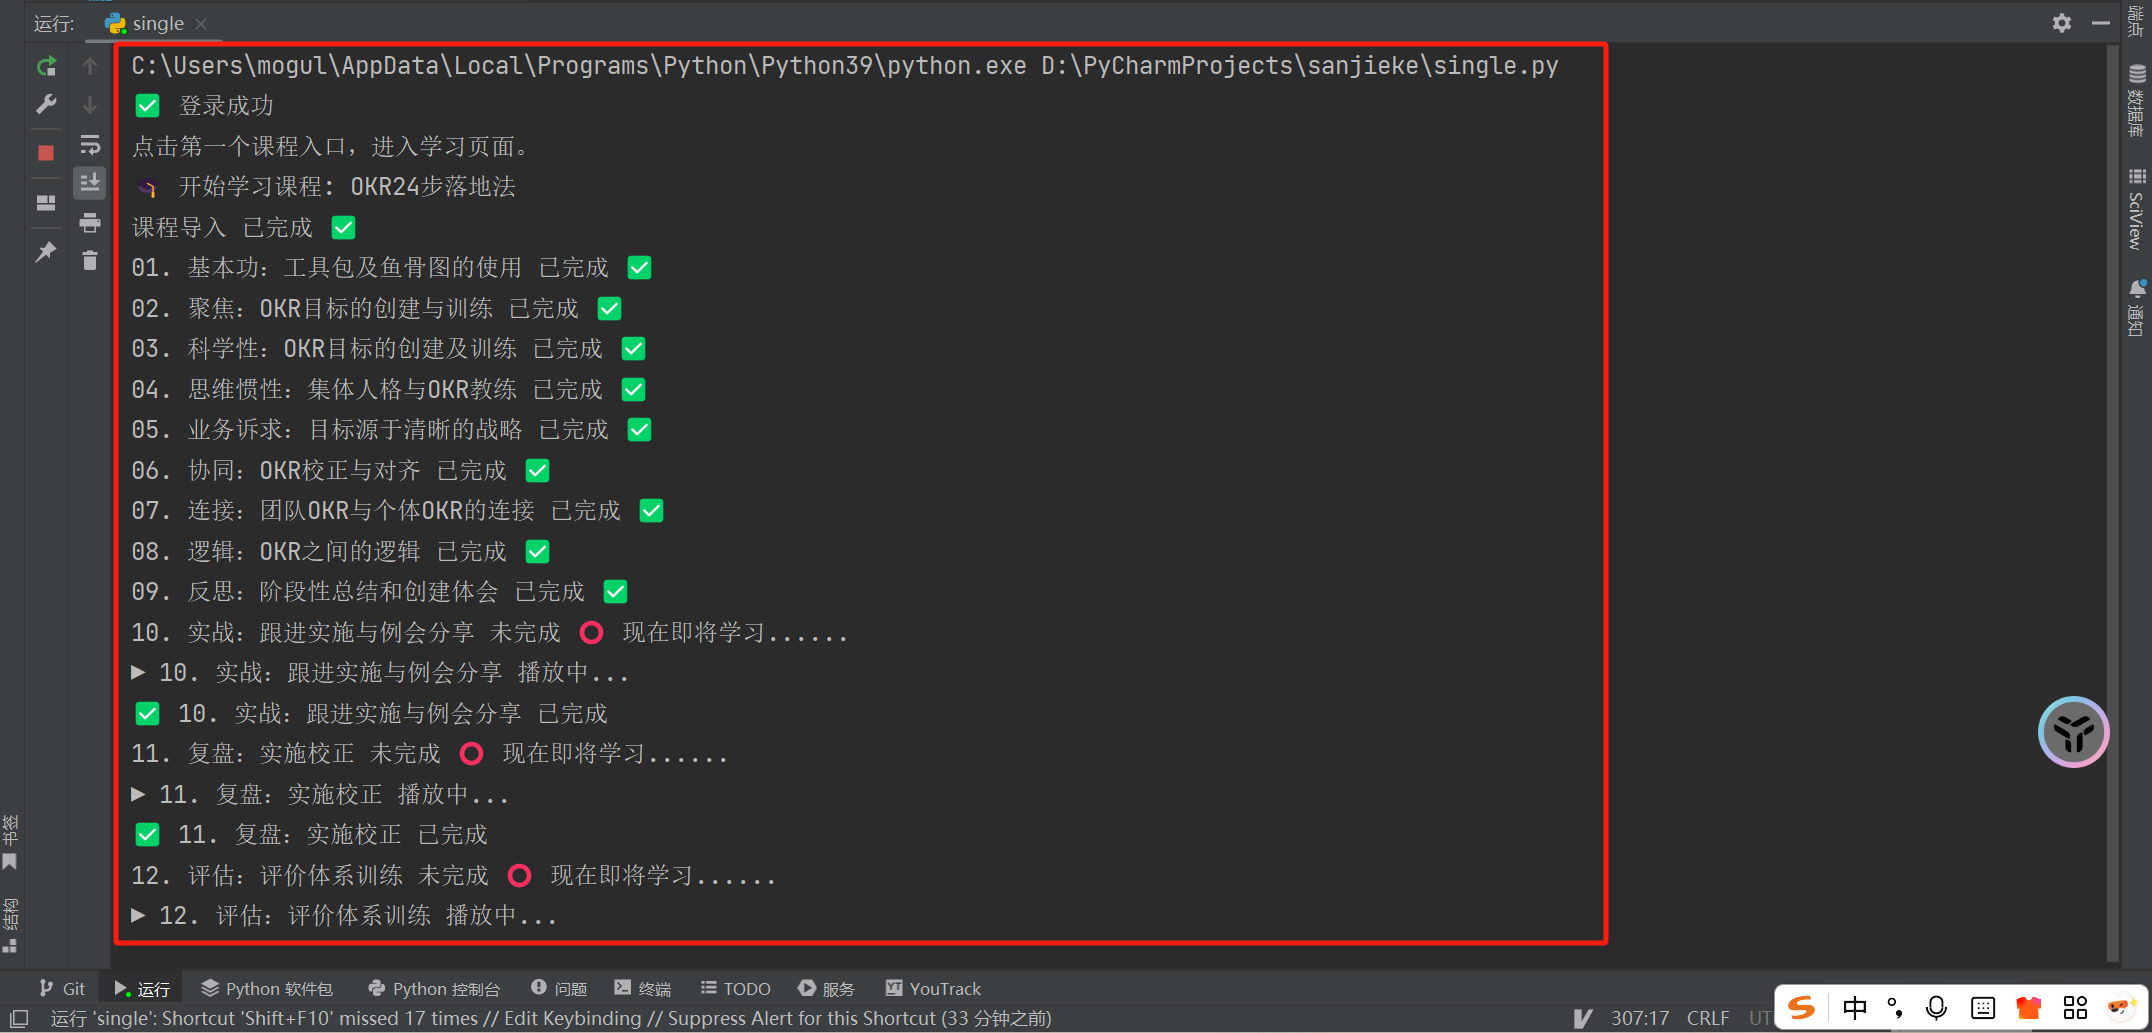 运行:
single
C:\Users\mogul\AppData\Local\Programs\Python\Python39\python.exe D:\PyCharmProjects\sanjieke\single.py
✅ 登录成功
点击第一个课程入口，进入学习页面。
🎓 开始学习课程: OKR24步落地法
课程导入 已完成 ✅
01. 基本功：工具包及鱼骨图的使用 已完成 ✅
02. 聚焦：OKR目标的创建与训练 已完成 ✅
03. 科学性：OKR目标的创建及训练 已完成 ✅
04. 思维惯性：集体人格与OKR教练 已完成 ✅
05. 业务诉求：目标源于清晰的战略 已完成 ✅
06. 协同：OKR校正与对齐 已完成 ✅
07. 连接：团队OKR与个体OKR的连接 已完成 ✅
08. 逻辑：OKR之间的逻辑 已完成 ✅
09. 反思：阶段性总结和创建体会 已完成 ✅
10. 实战：跟进实施与例会分享 未完成 ⭕ 现在即将学习......
▶ 10. 实战：跟进实施与例会分享 播放中...
✅ 10. 实战：跟进实施与例会分享 已完成
11. 复盘：实施校正 未完成 ⭕ 现在即将学习......
▶ 11. 复盘：实施校正 播放中...
✅ 11. 复盘：实施校正 已完成
12. 评估：评价体系训练 未完成 ⭕ 现在即将学习......
▶ 12. 评估：评价体系训练 播放中...
端点
数据库
SciView
通知
书签
结构
Git
运行
Python 软件包
Python 控制台
问题
终端
TODO
服务
YouTrack
运行 'single': Shortcut 'Shift+F10' missed 17 times // Edit Keybinding // Suppress Alert for this Shortcut (33 分钟之前)
307:17
CRLF
中